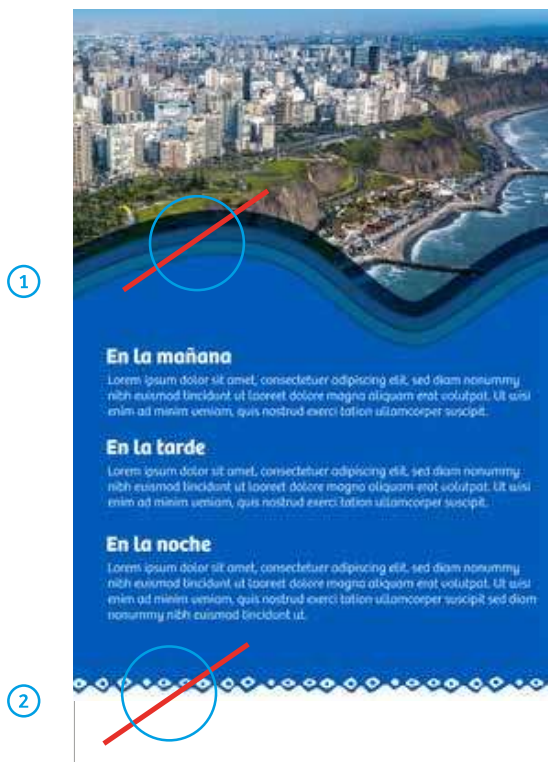 1
En la mañana
Lorem ipsum dolor sit amet, consectetuer adipiscing elit, sed diam nonummy
nibh euismod tincidunt ut laoreet dolore magna aliquam erat volutpat. Ut wisi
enim ad minim veniam, quis nostrud exerci tation ullamcorper suscipit.
En la tarde
Lorem ipsum dolor sit amet, consectetuer adipiscing elit, sed diam nonummy
nibh euismod tincidunt ut laoreet dolore magna aliquam erat volutpat. Ut wisi
enim ad minim veniam, quis nostrud exerci tation ullamcorper suscipit.
En la noche
Lorem ipsum dolor sit amet, consectetuer adipiscing elit, sed diam nonummy
nibh euismod tincidunt ut laoreet dolore magna aliquam erat volutpat. Ut wisi
enim ad minim veniam, quis nostrud exerci tation ullamcorper suscipit sed diam
nonummy nibh euismod tincidunt ut.
2